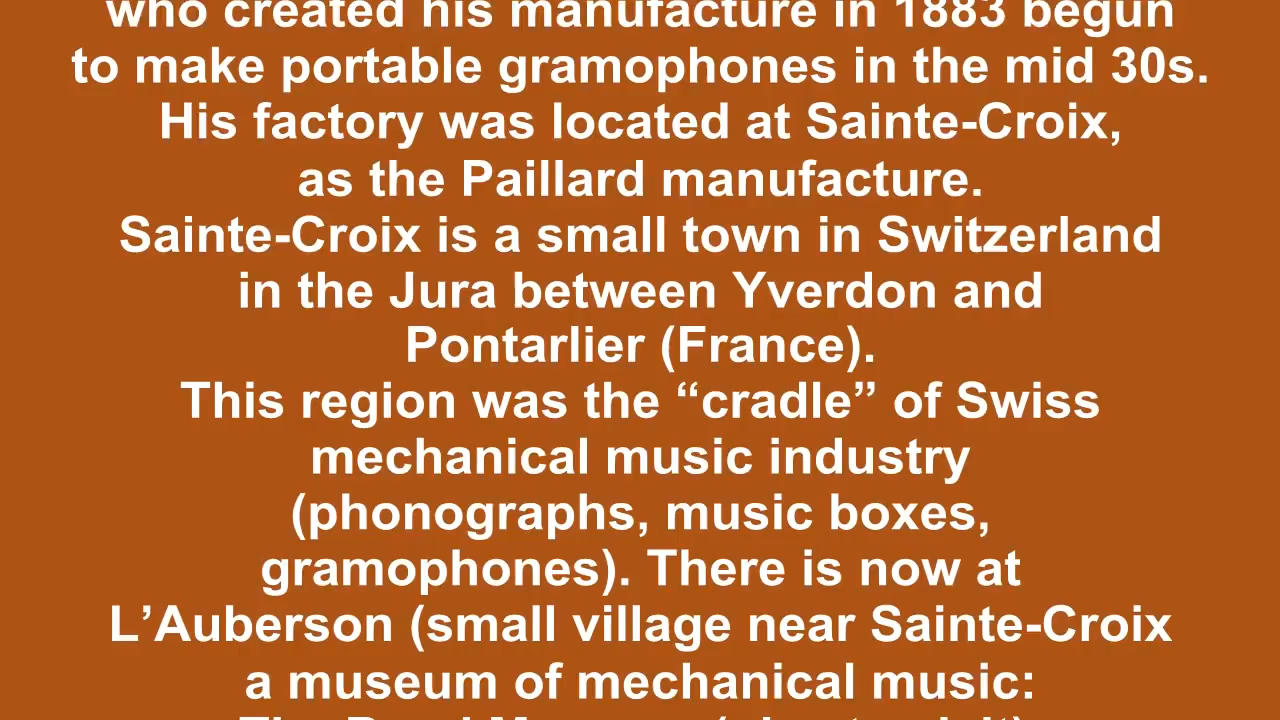 who created his manufacture in 1883 begun
to make portable gramophones in the mid 30s.
His factory was located at Sainte-Croix,
as the Paillard manufacture.
Sainte-Croix is a small town in Switzerland
in the Jura between Yverdon and
Pontarlier (France).
This region was the “cradle” of Swiss
mechanical music industry
(phonographs, music boxes,
gramophones). There is now at
L’Auberson (small village near Sainte-Croix
a museum of mechanical music: